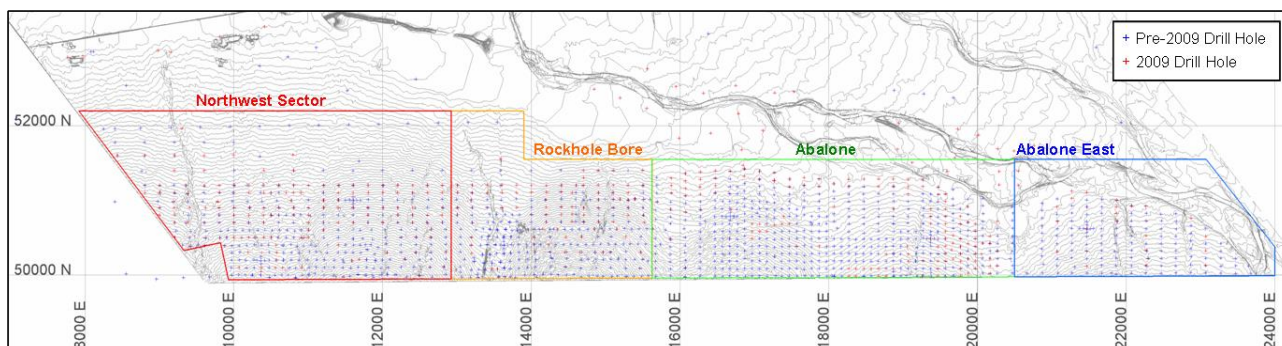 Pre-2009 Drill Hole
2009 Drill Hole
Northwest Sector
52000 N
Rockhole Bore
Abalone
Abalone East
50000 N
8000 E
10000 E
12000 E
14000 E
16000 E
18000 E
20000 E
22000 E
24000 E